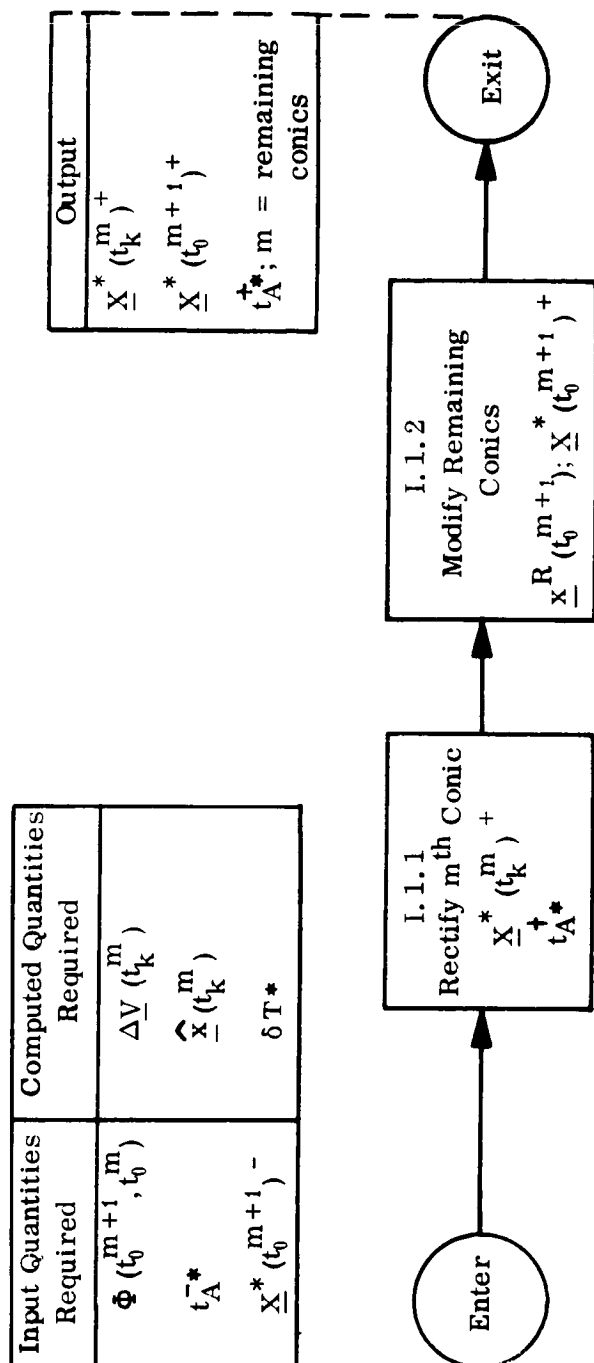 Input Quantities Required
Computed Quantities Required
Φ (t₀^{m+1}, t₀^m)
ΔV (t_k^m)
t_A^{-*}
x̂ (t_k^m)
X* (t₀^{m+1}) -
δT*
Output
X* (t_k^m) +
X* (t₀^{m+1}) +
t_A^{+*}; m = remaining
conics
Enter
I.1.1
Rectify m^{th} Conic
X* (t_k^m) +
t_A^{+*}
I.1.2
Modify Remaining
Conics
x^R (t₀^{m+1}); X* (t₀^{m+1}) +
Exit